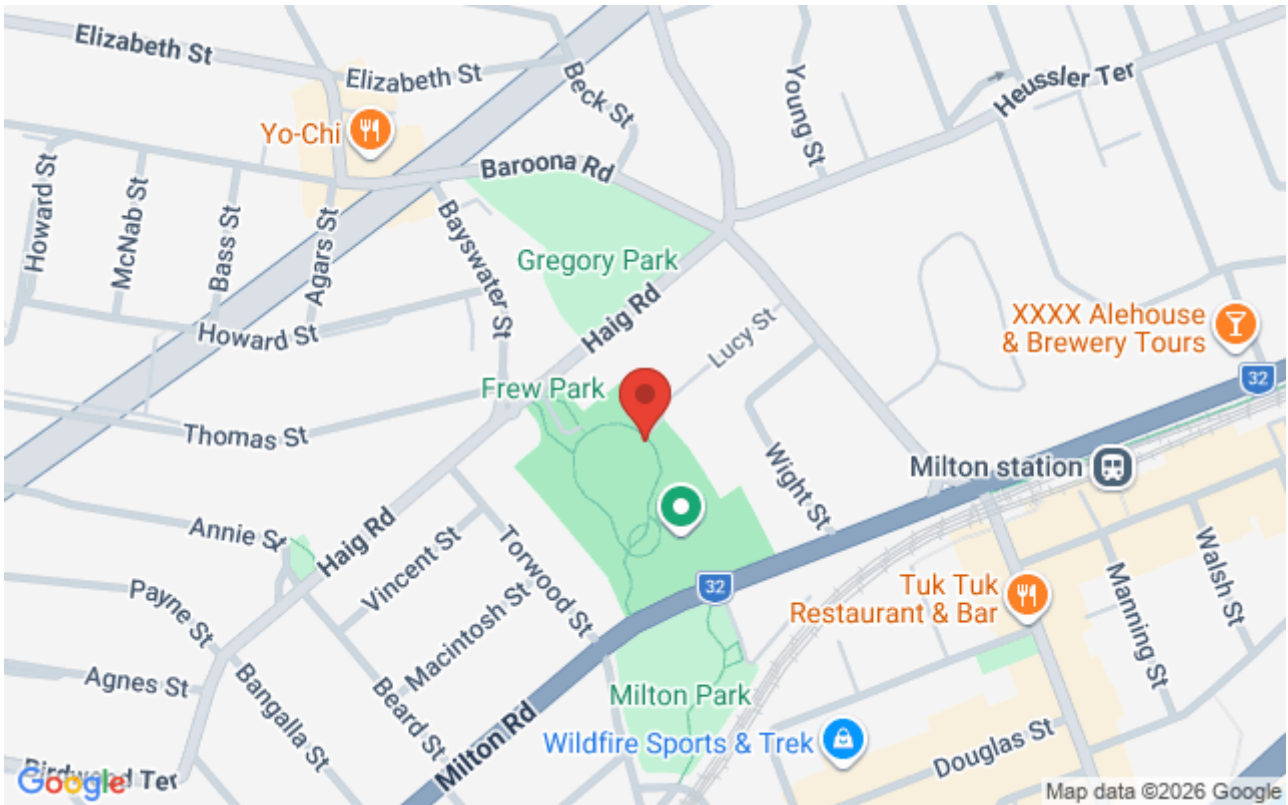 Elizabeth St
Elizabeth St
Beck St
Young St
Heussler Ter
Yo-Chi
Baroona Rd
Howard St
McNab St
Bass St
Agars St
Bayswater St
Gregory Park
Haig Rd
Lucy St
XXXX Alehouse
& Brewery Tours
Howard St
Frew Park
32
Thomas St
Wight St
Milton station
Annie St
Haig Rd
Vincent St
Torwood St
32
Tuk Tuk
Restaurant & Bar
Manning St
Walsh St
Payne St
Macintosh St
Agnes St
Bangalla St
Beard St
Milton Park
Milton Rd
Wildfire Sports & Trek
Douglas St
Birdwood Ter
Google
Map data ©2026 Google